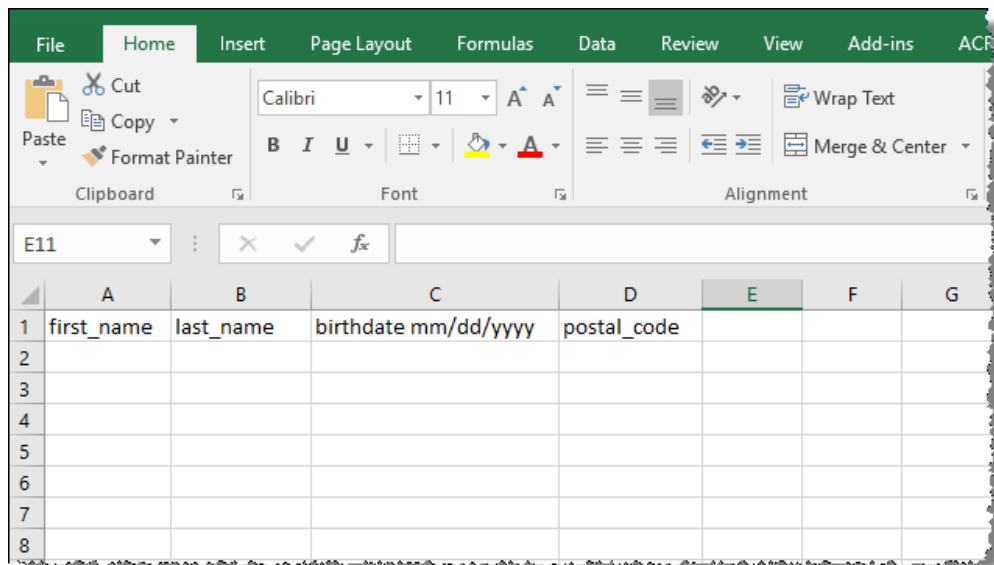 File Home Insert Page Layout Formulas Data Review View Add-ins
Cut
Calibri 11 A A Wrap Text
Copy
Paste
B I U A Merge & Center
Format Painter
Clipboard Font Alignment
E11 fx
A B C D E F G
1 first_name last_name birthdate mm/dd/yyyy postal_code
2
3
4
5
6
7
8